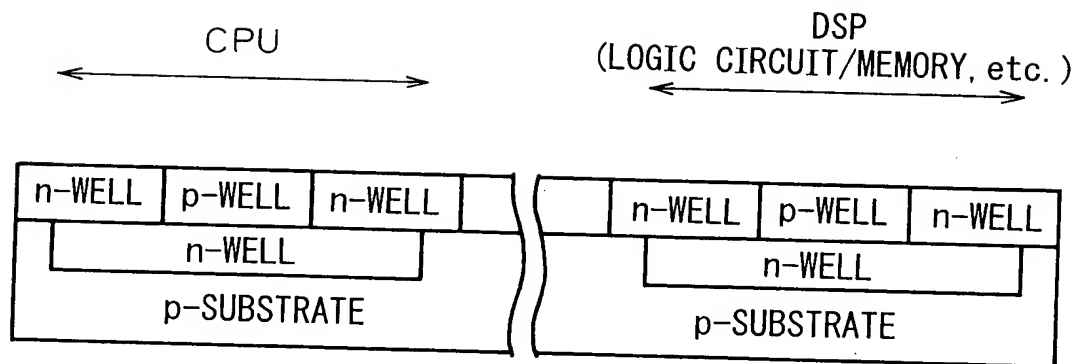 CPU
DSP
(LOGIC CIRCUIT/MEMORY, etc.)
n-WELL p-WELL n-WELL n-WELL p-WELL n-WELL
n-WELL n-WELL
p-SUBSTRATE p-SUBSTRATE